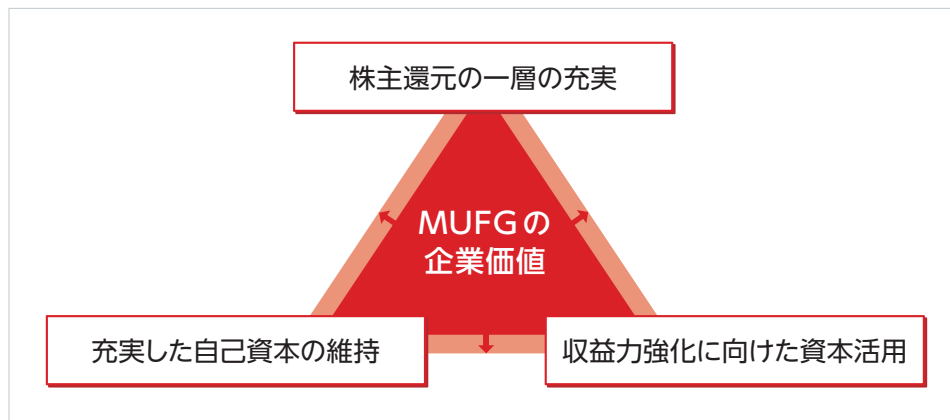 株主還元の一層の充実
MUFGの
企業価値
充実した自己資本の維持
収益力強化に向けた資本活用